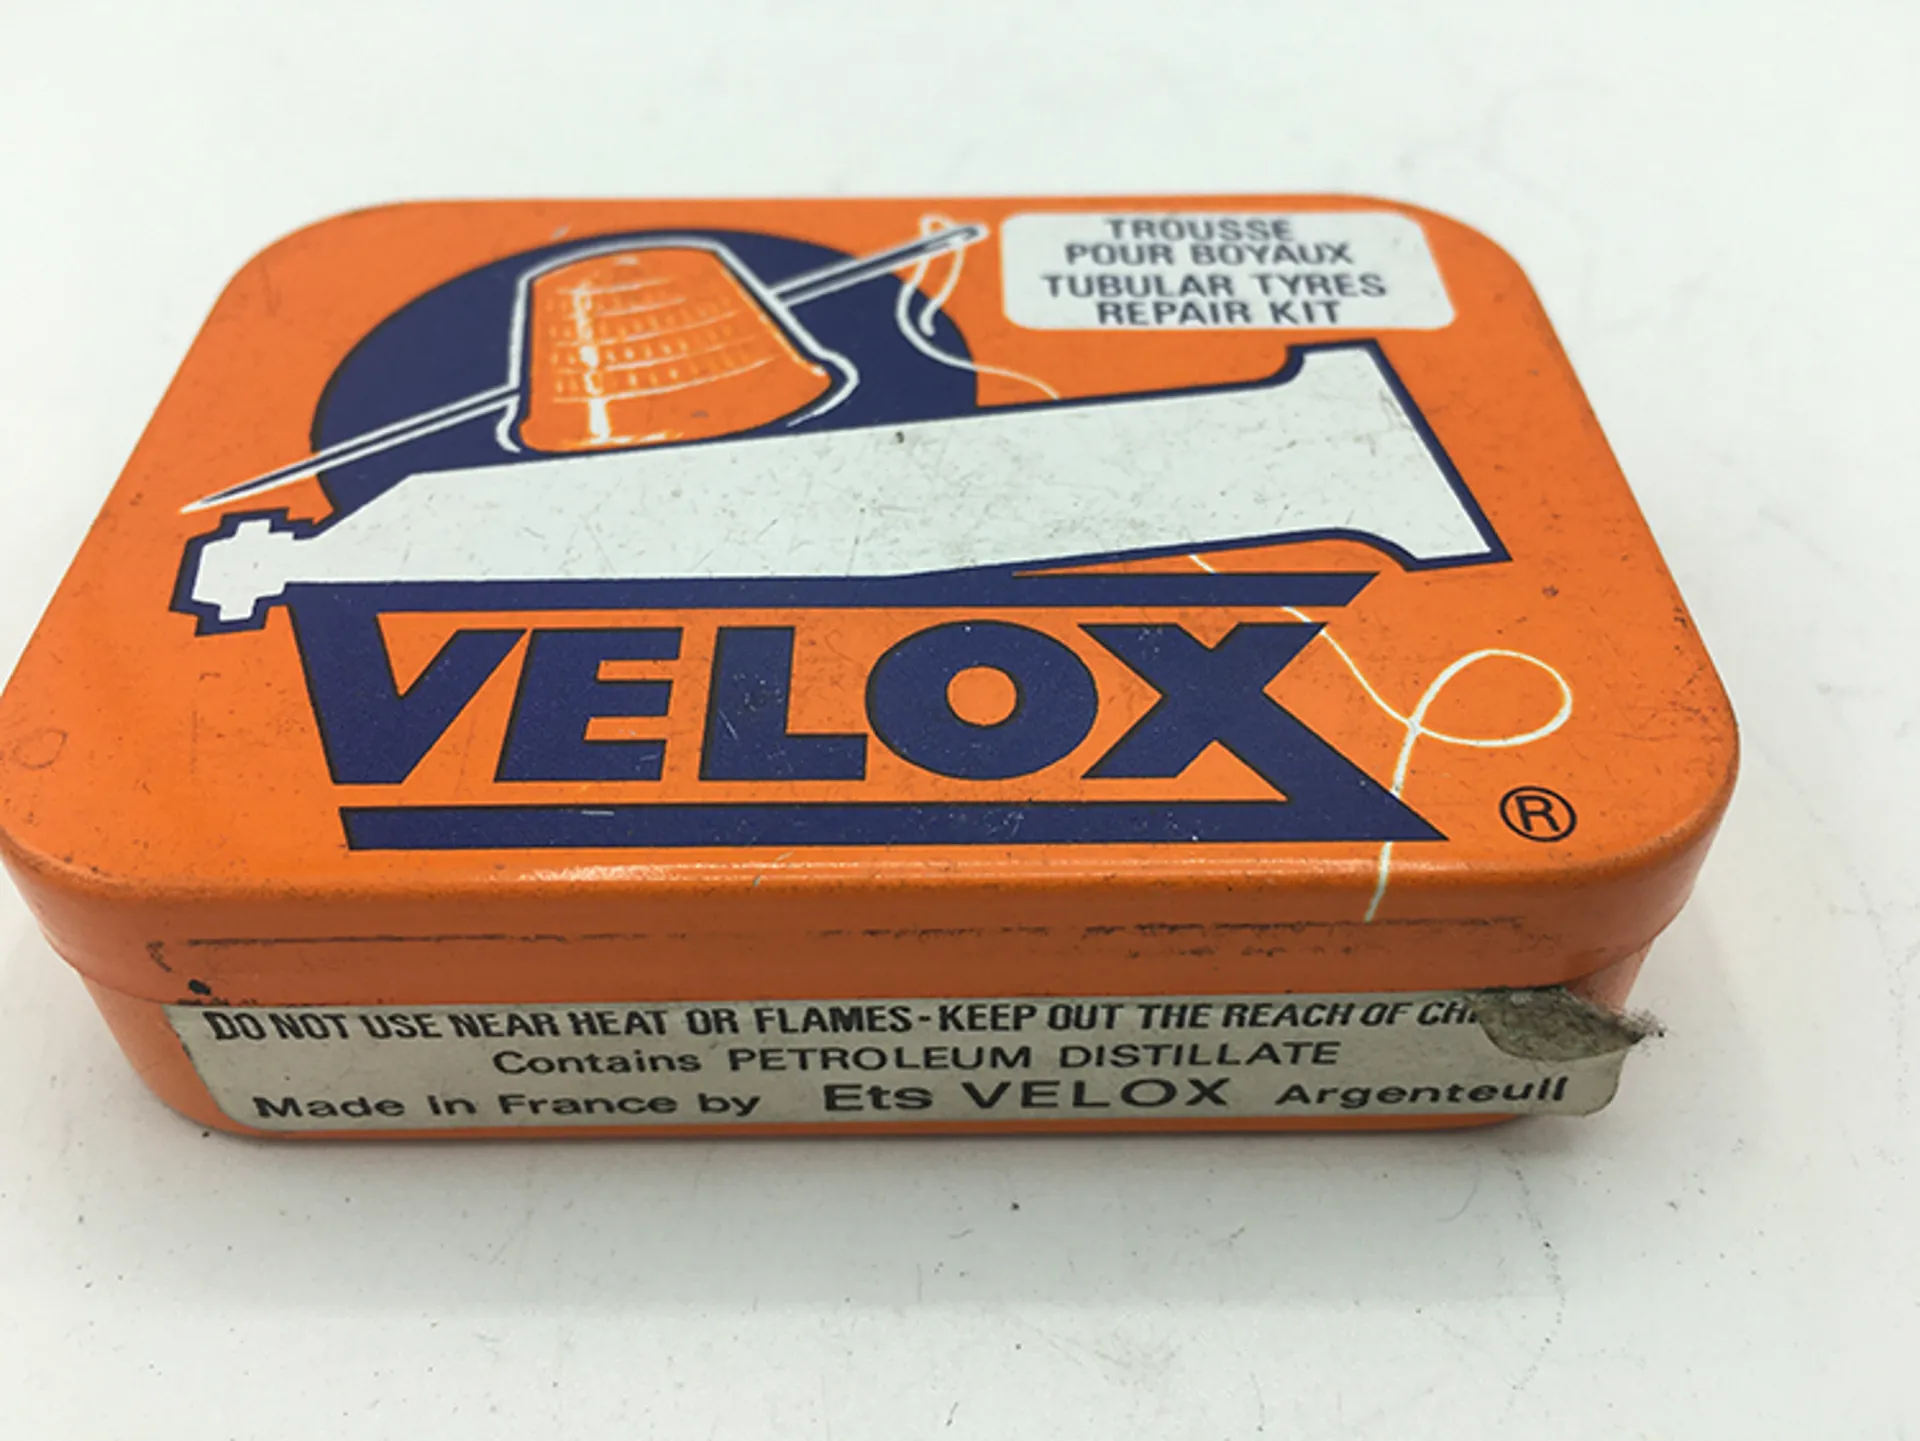 TROUSSE
POUR BOYAUX
TUBULAR TYRES
REPAIR KIT
VELOX
®
DO NOT USE NEAR HEAT OR FLAMES-KEEP OUT THE REACH OF
Contains PETROLEUM DISTILLATE
Made in France by Ets VELOX Argenteuil